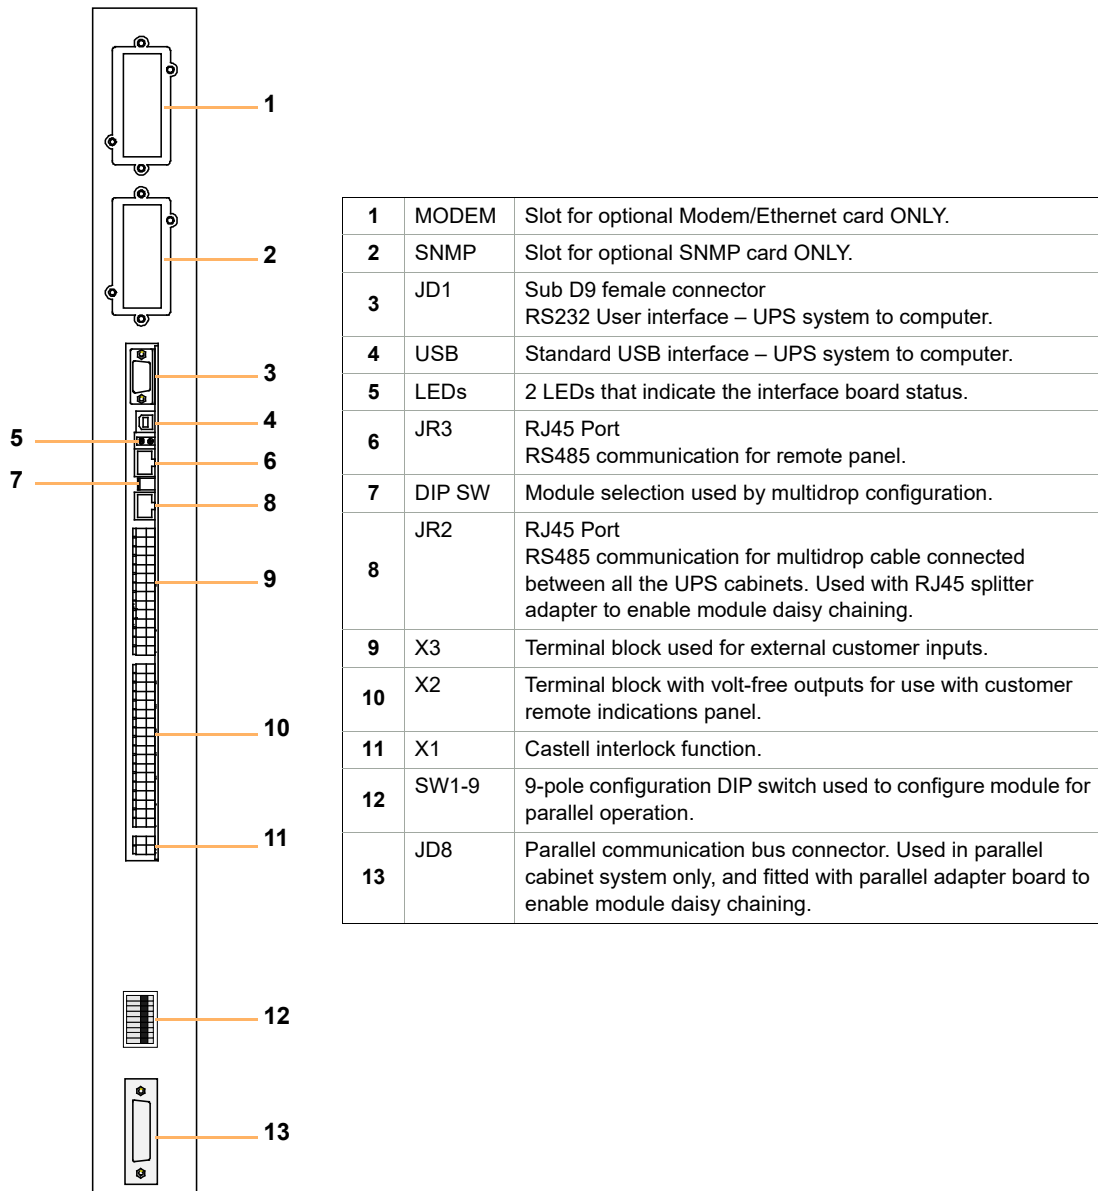 1
2
3
4
5
6
7
8
9
10
11
12
13
1 MODEM Slot for optional Modem/Ethernet card ONLY.
2 SNMP Slot for optional SNMP card ONLY.
3 JD1 Sub D9 female connector
RS232 User interface – UPS system to computer.
4 USB Standard USB interface – UPS system to computer.
5 LEDs 2 LEDs that indicate the interface board status.
6 JR3 RJ45 Port
RS485 communication for remote panel.
7 DIP SW Module selection used by multidrop configuration.
8 JR2 RJ45 Port
RS485 communication for multidrop cable connected
between all the UPS cabinets. Used with RJ45 splitter
adapter to enable module daisy chaining.
9 X3 Terminal block used for external customer inputs.
10 X2 Terminal block with volt-free outputs for use with customer
remote indications panel.
11 X1 Castell interlock function.
12 SW1-9 9-pole configuration DIP switch used to configure module for
parallel operation.
13 JD8 Parallel communication bus connector. Used in parallel
cabinet system only, and fitted with parallel adapter board to
enable module daisy chaining.